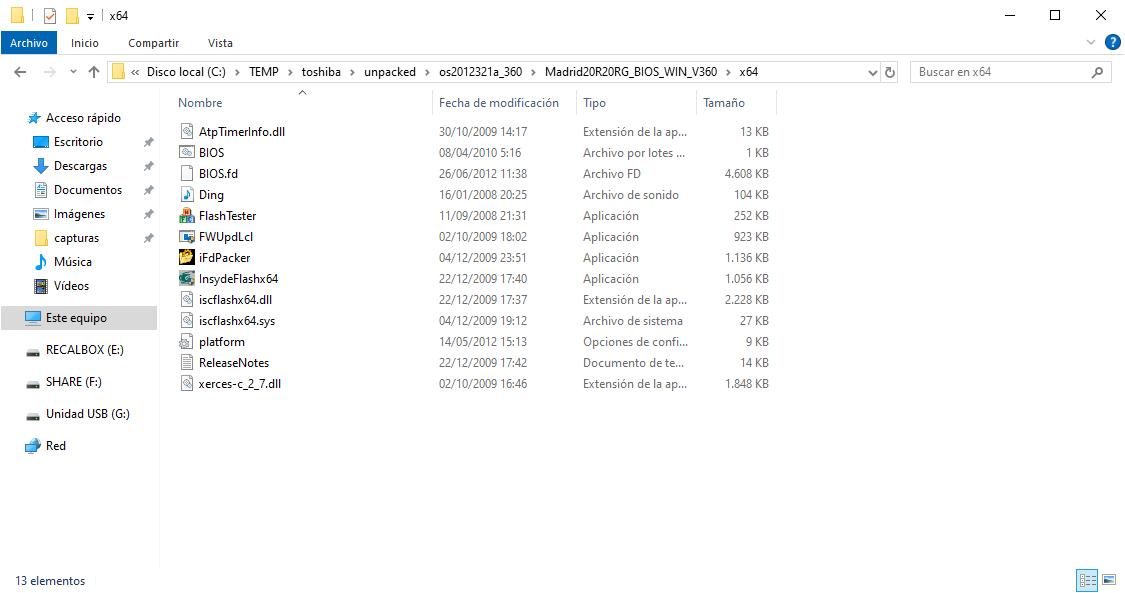 x64
Archivo Inicio Compartir Vista
« Disco local (C:) › TEMP › toshiba › unpacked › os2012321a_360 › Madrid20R20RG_BIOS_WIN_V360 › x64 Buscar en x64
Nombre Fecha de modificación Tipo Tamaño
Acceso rápido
Escritorio
Descargas
Documentos
Imágenes
capturas
Música
Vídeos
Este equipo
RECALBOX (E:)
SHARE (F:)
Unidad USB (G:)
Red
AtpTimerInfo.dll 30/10/2009 14:17 Extensión de la ap... 13 KB
BIOS 08/04/2010 5:16 Archivo por lotes ... 1 KB
BIOS.fd 26/06/2012 11:38 Archivo FD 4.608 KB
Ding 16/01/2008 20:25 Archivo de sonido 104 KB
FlashTester 11/09/2008 21:31 Aplicación 252 KB
FWUpdLcl 02/10/2009 18:02 Aplicación 923 KB
iFdPacker 04/12/2009 23:51 Aplicación 1.136 KB
InsydeFlashx64 22/12/2009 17:40 Aplicación 1.056 KB
iscflashx64.dll 22/12/2009 17:37 Extensión de la ap... 2.228 KB
iscflashx64.sys 04/12/2009 19:12 Archivo de sistema 27 KB
platform 14/05/2012 15:13 Opciones de confi... 9 KB
ReleaseNotes 22/12/2009 17:42 Documento de te... 14 KB
xerces-c_2_7.dll 02/10/2009 16:46 Extensión de la ap... 1.848 KB
13 elementos